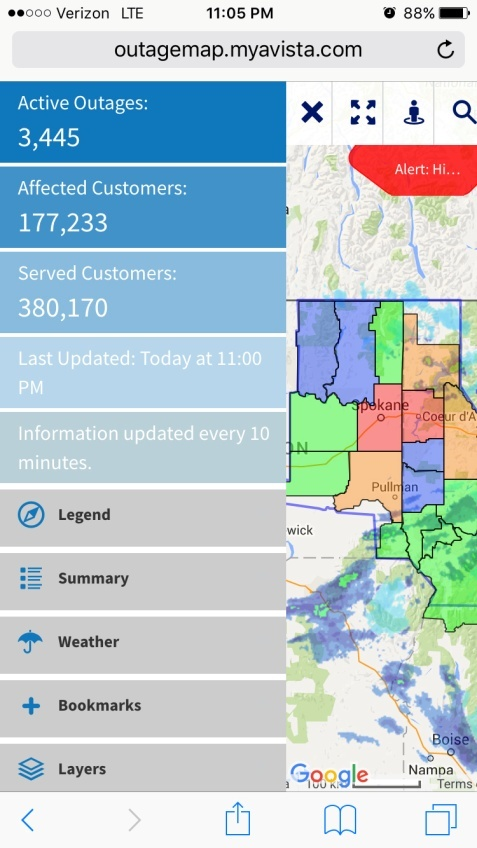 Verizon LTE 11:05 PM 88%
outagemap.myavista.com
Active Outages:
3,445
Affected Customers:
177,233
Served Customers:
380,170
Last Updated: Today at 11:00
PM
Information updated every 10
minutes.
Legend
Summary
Weather
Bookmarks
Layers
Alert: Hi...
Spokane
Coeur d'A
ON
Pullman
wick
Boise
Nampa
Google
100 k
Terms